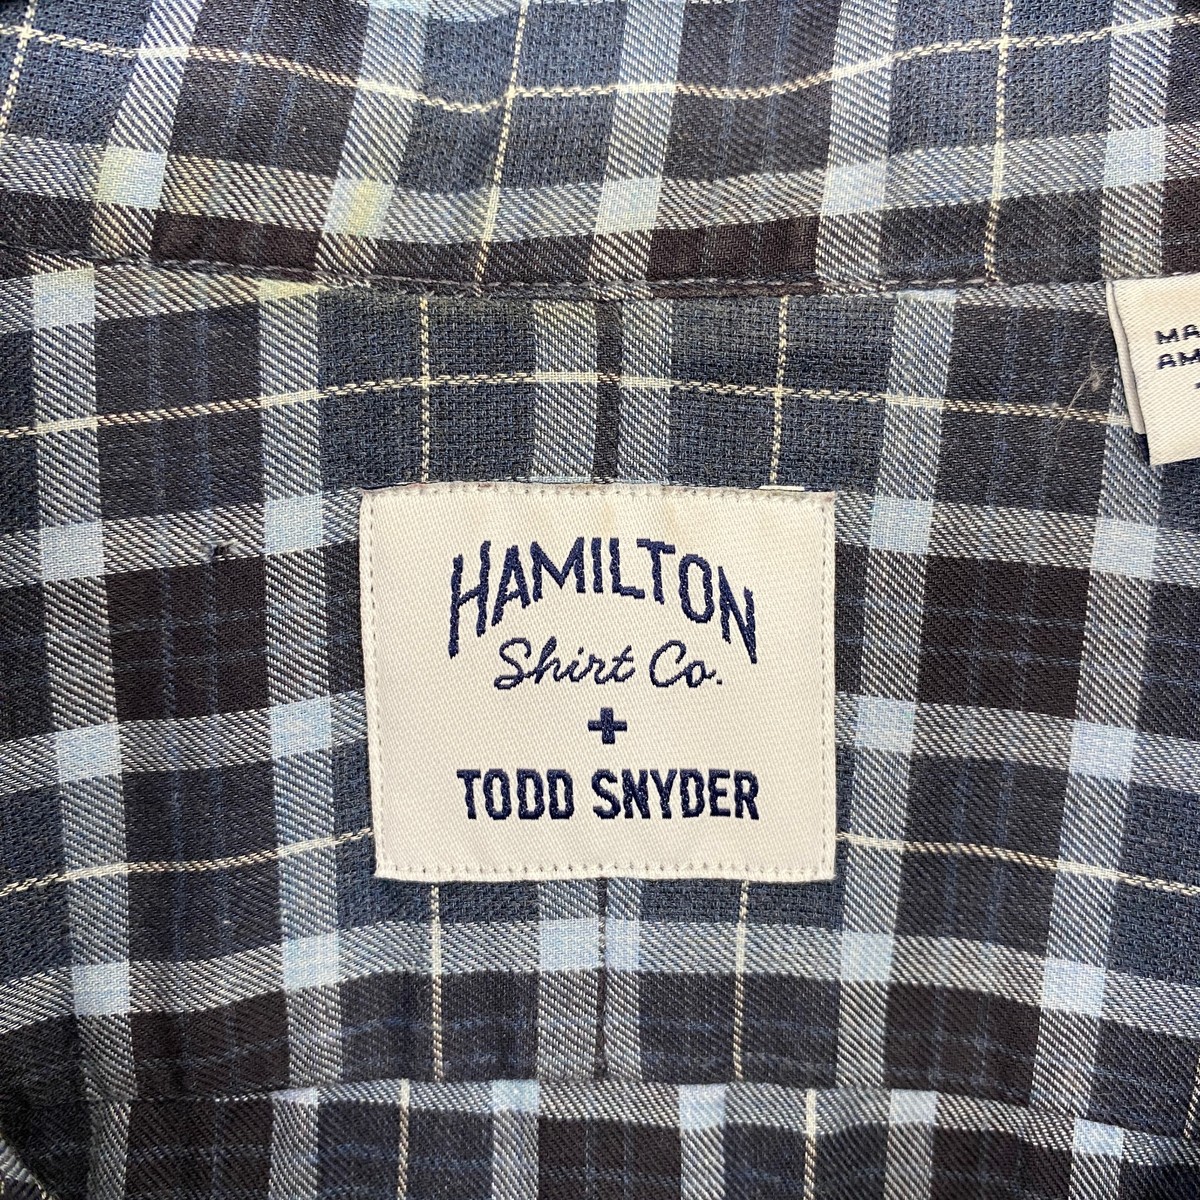 HAMILTON
Shirt Co.
+
TODD SNYDER